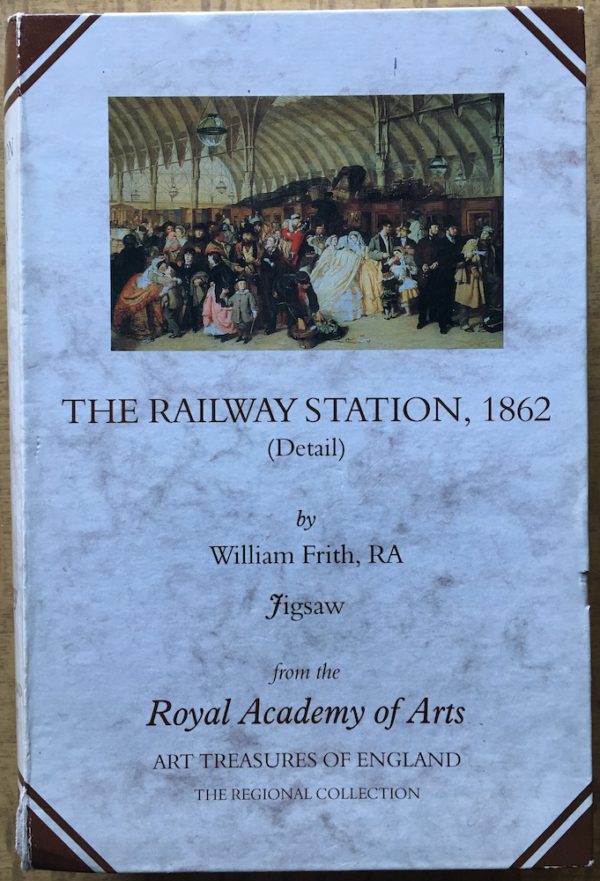 THE RAILWAY STATION, 1862
(Detail)
by
William Frith, RA
Jigsaw
from the
Royal Academy of Arts
ART TREASURES OF ENGLAND
THE REGIONAL COLLECTION